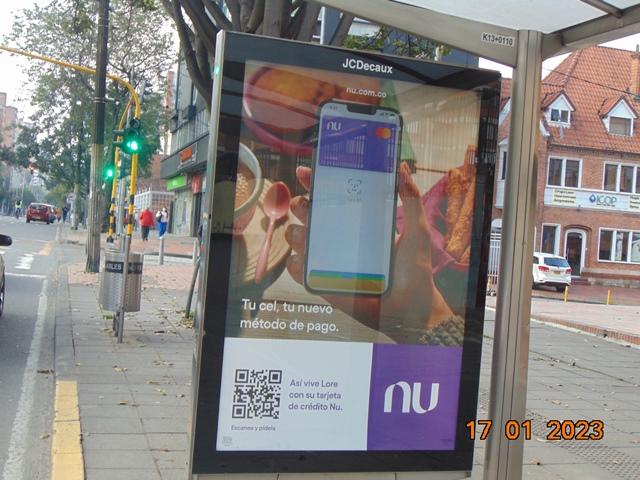 K13+0110
JCDecaux
nu.com.co
nu
Tu cel, tu nuevo
método de pago.
Así vive Lore
con su tarjeta
de crédito Nu.
Escanea y pídela
nu
17 01 2023